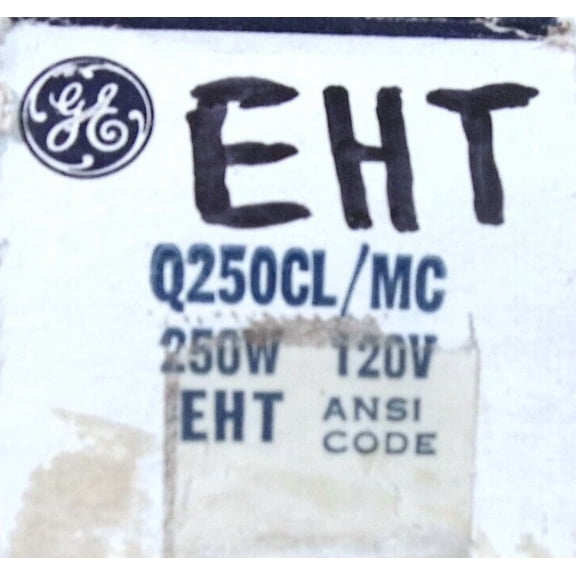 GE
EHT
Q250CL/MC
250W 120V
EHT ANSI
CODE